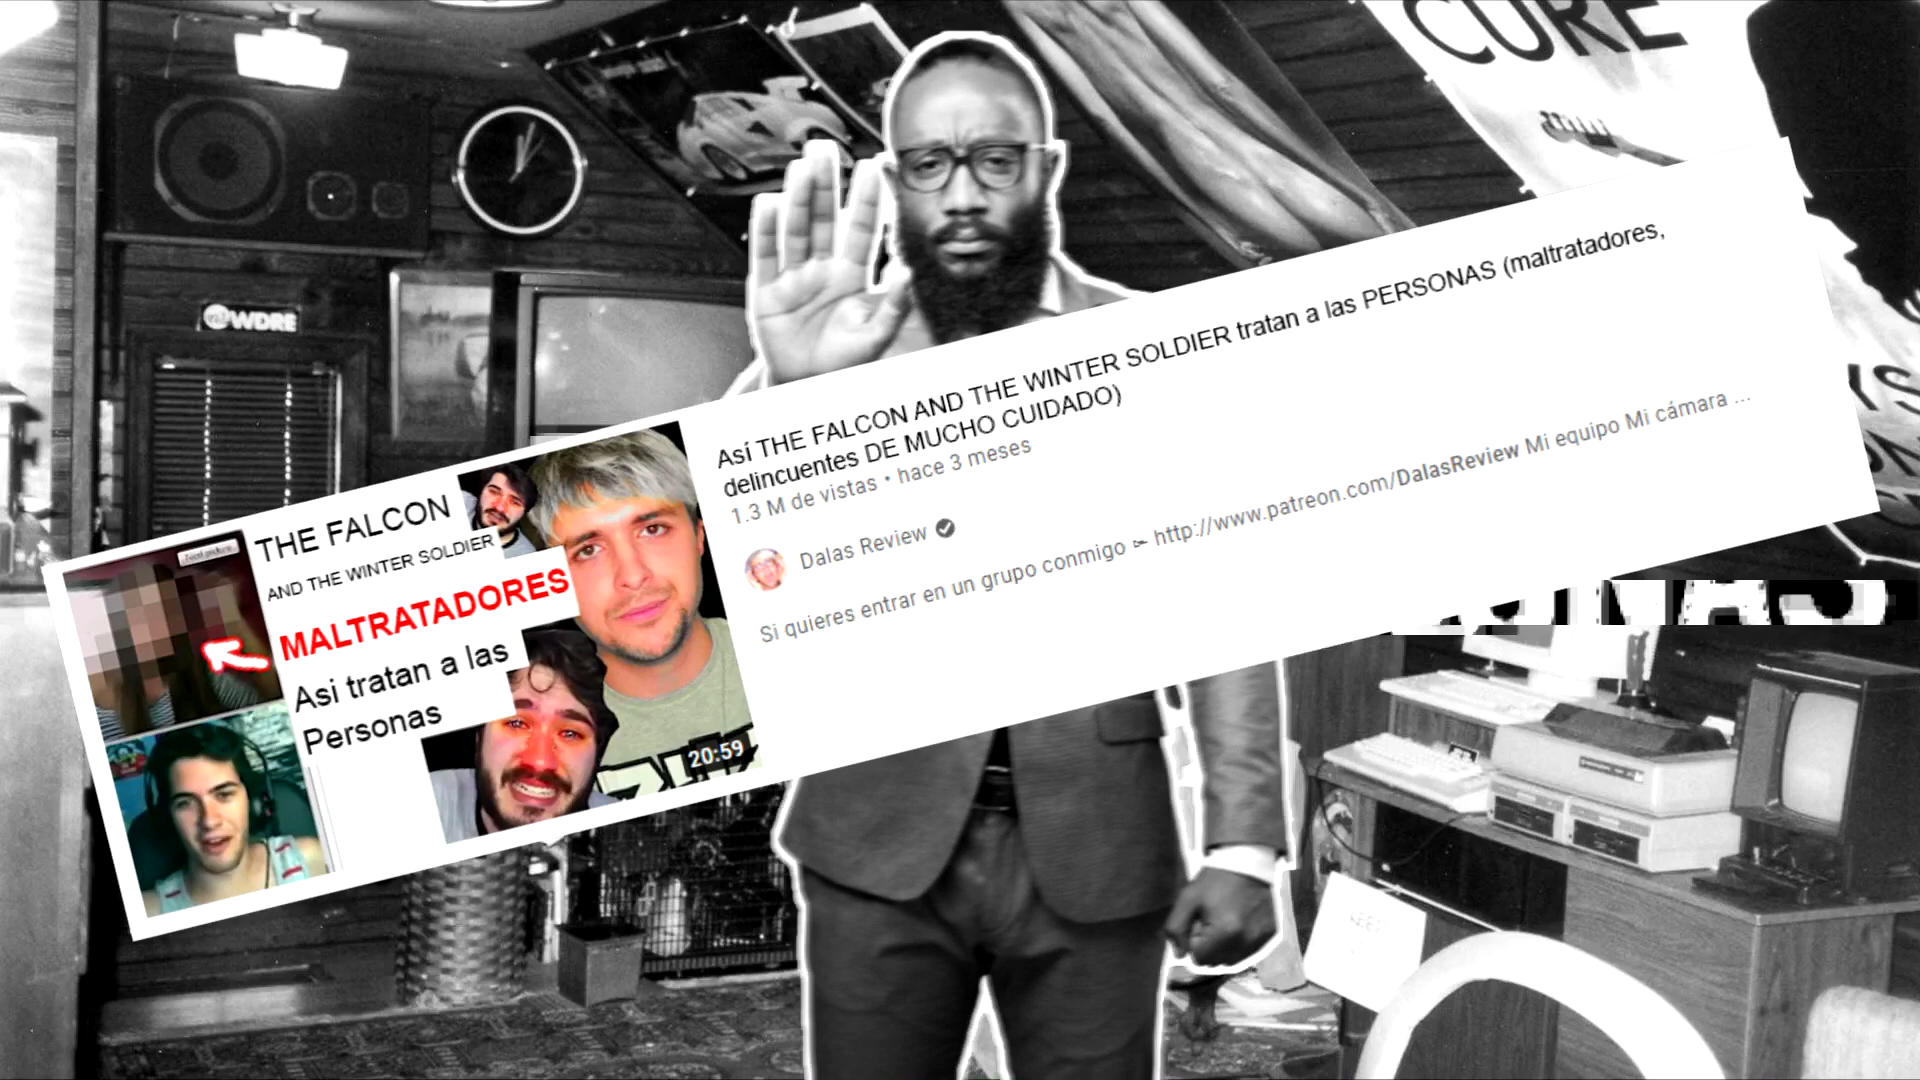 CURE
WDRE
Así THE FALCON AND THE WINTER SOLDIER tratan a las PERSONAS (maltratadores,
delincuentes DE MUCHO CUIDADO)
1.3 M de vistas • hace 3 meses
Dalas Review
Si quieres entrar en un grupo conmigo ➳ http://www.patreon.com/DalasReview Mi equipo Mi cámara ...
THE FALCON
AND THE WINTER SOLDIER
MALTRATADORES
Asi tratan a las
Personas
20:59